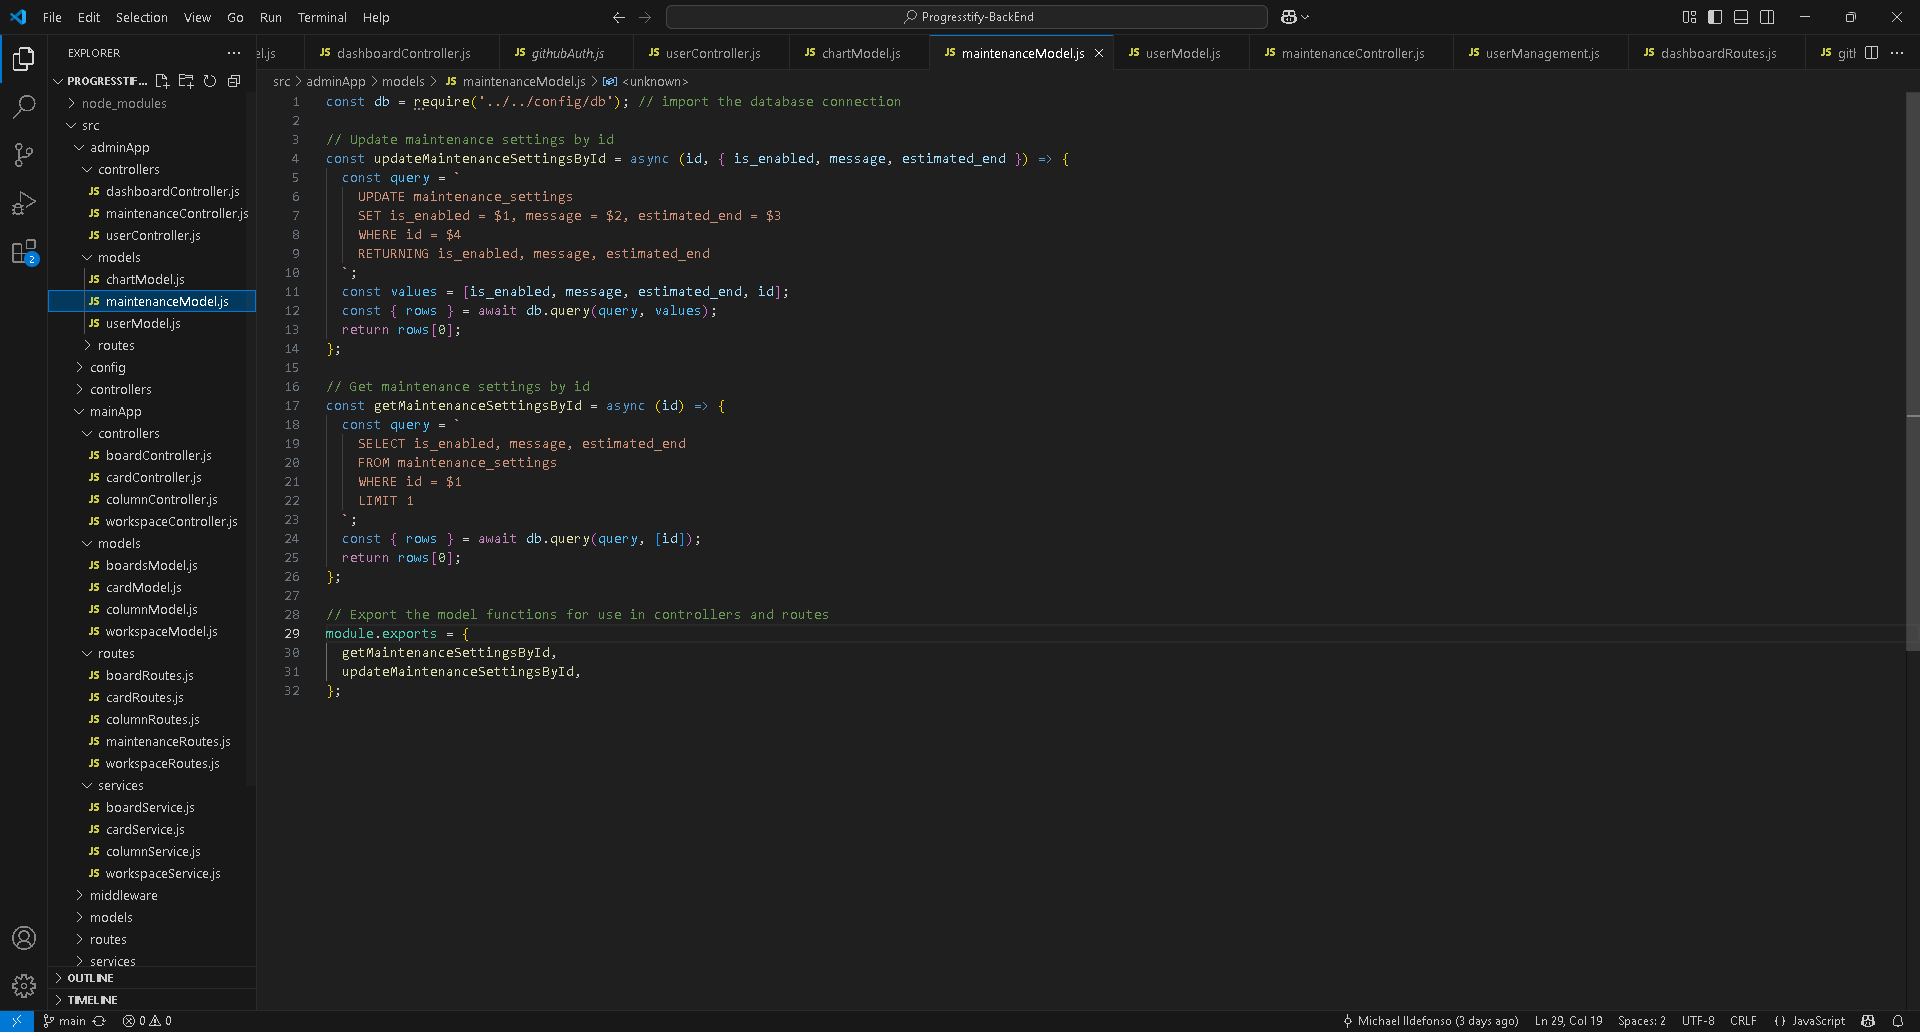 File Edit Selection View Go Run Terminal Help
Progresstify-BackEnd
EXPLORER
PROGRESSTIF...
node_modules
src
adminApp
controllers
JS dashboardController.js
JS maintenanceController.js
JS userController.js
models
JS chartModel.js
JS maintenanceModel.js
JS userModel.js
routes
config
controllers
mainApp
controllers
JS boardController.js
JS cardController.js
JS columnController.js
JS workspaceController.js
models
JS boardsModel.js
JS cardModel.js
JS columnModel.js
JS workspaceModel.js
routes
JS boardRoutes.js
JS cardRoutes.js
JS columnRoutes.js
JS maintenanceRoutes.js
JS workspaceRoutes.js
services
JS boardService.js
JS cardService.js
JS columnService.js
JS workspaceService.js
middleware
models
routes
services
OUTLINE
TIMELINE
2
el.js JS dashboardController.js JS githubAuth.js JS userController.js JS chartModel.js JS maintenanceModel.js JS userModel.js JS maintenanceController.js JS userManagement.js JS dashboardRoutes.js JS gitl
src > adminApp > models > JS maintenanceModel.js > <unknown>
1 const db = require('../../config/db'); // import the database connection
2
3 // Update maintenance settings by id
4 const updateMaintenanceSettingsById = async (id, { is_enabled, message, estimated_end }) => {
5 const query = `
6 UPDATE maintenance_settings
7 SET is_enabled = $1, message = $2, estimated_end = $3
8 WHERE id = $4
9 RETURNING is_enabled, message, estimated_end
10 `;
11 const values = [is_enabled, message, estimated_end, id];
12 const { rows } = await db.query(query, values);
13 return rows[0];
14 };
15
16 // Get maintenance settings by id
17 const getMaintenanceSettingsById = async (id) => {
18 const query = `
19 SELECT is_enabled, message, estimated_end
20 FROM maintenance_settings
21 WHERE id = $1
22 LIMIT 1
23 `;
24 const { rows } = await db.query(query, [id]);
25 return rows[0];
26 };
27
28 // Export the model functions for use in controllers and routes
29 module.exports = {
30 getMaintenanceSettingsById,
31 updateMaintenanceSettingsById,
32 };
main 0 0 Michael Ildefonso (3 days ago) Ln 29, Col 19 Spaces: 2 UTF-8 CRLF {} JavaScript